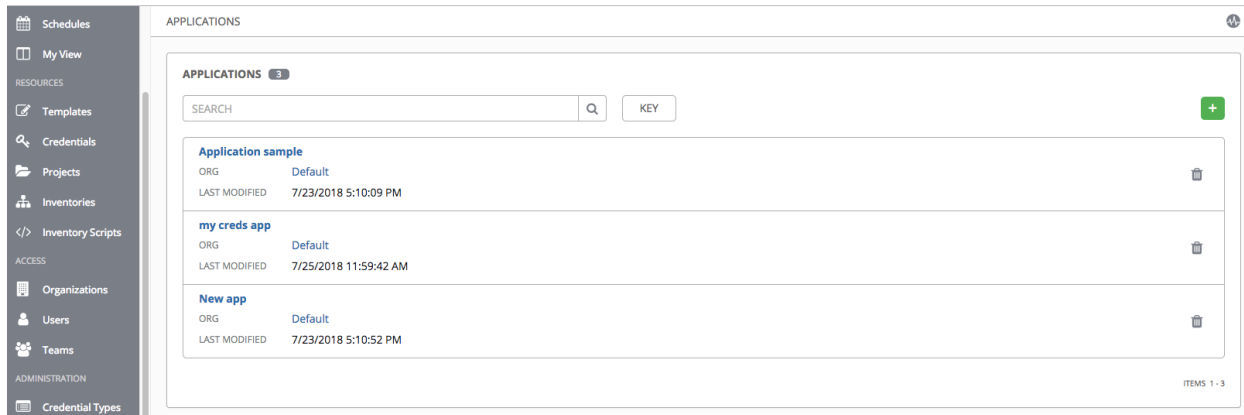 Schedules
My View
RESOURCES
Templates
Credentials
Projects
Inventories
Inventory Scripts
ACCESS
Organizations
Users
Teams
ADMINISTRATION
Credential Types
APPLICATIONS
APPLICATIONS 3
SEARCH KEY +
Application sample
ORG Default
LAST MODIFIED 7/23/2018 5:10:09 PM
my creds app
ORG Default
LAST MODIFIED 7/25/2018 11:59:42 AM
New app
ORG Default
LAST MODIFIED 7/23/2018 5:10:52 PM
ITEMS 1 - 3